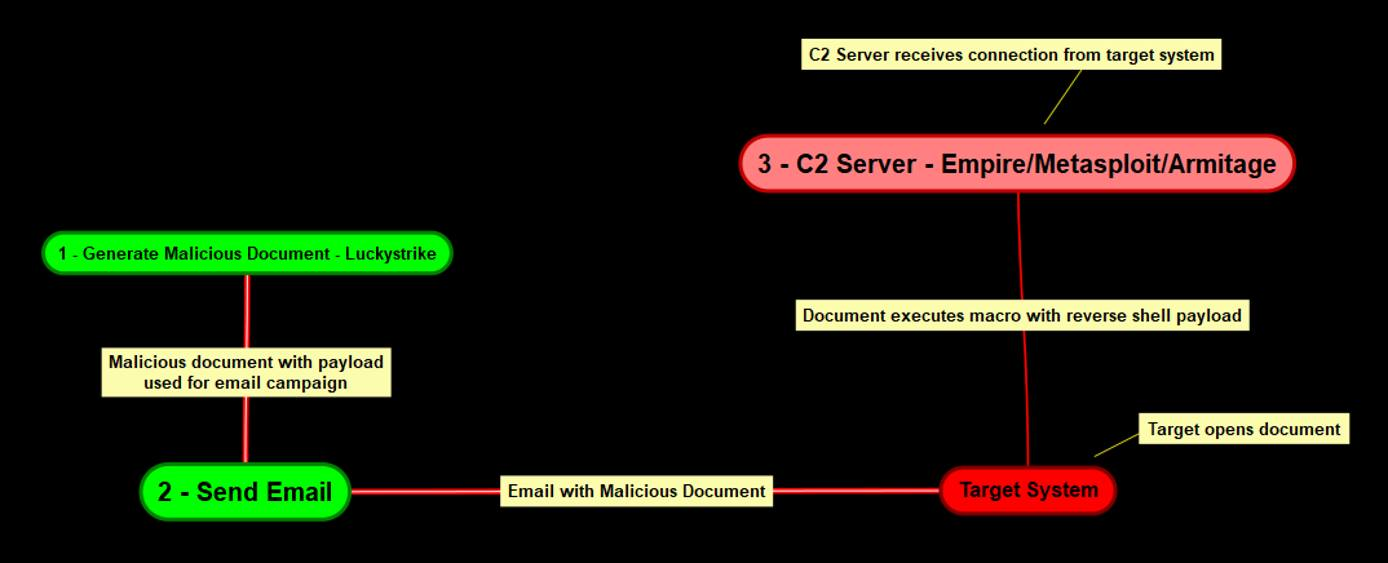 C2 Server receives connection from target system
3 - C2 Server - Empire/Metasploit/Armitage
1 - Generate Malicious Document - Luckystrike
Document executes macro with reverse shell payload
Malicious document with payload
used for email campaign
Target opens document
2 - Send Email
Email with Malicious Document
Target System